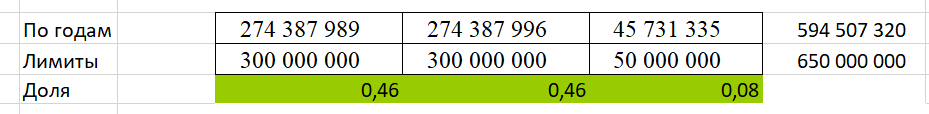 По годам 274 387 989 274 387 996 45 731 335 594 507 320
Лимиты 300 000 000 300 000 000 50 000 000 650 000 000
Доля 0,46 0,46 0,08